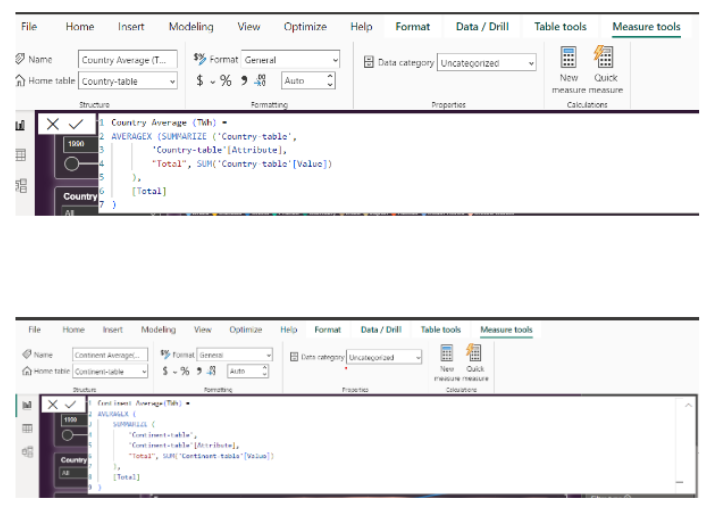 File Home Insert Modeling View Optimize Help Format Data / Drill Table tools Measure tools
Name Country Average (T... $% Format General Data category Uncategorized
Home table Country-table $ % 9 Auto New Quick
measure measure
Structure Formatting Properties Calculations
1 Country Average (TWh) =
1990 2 AVERAGEX (SUMMARIZE ('Country-table',
3 'Country-table'[Attribute],
4 "Total", SUM('Country-table'[Value])
5 ),
Country 6 [Total]
All 7 )
File Home Insert Modeling View Optimize Help Format Data / Drill Table tools Measure tools
Name Continent Average(... $% Format General Data category Uncategorized
Home table Continent-table $ % 9 Auto New Quick
measure measure
Structure Formatting Properties Calculations
1 Continent Average(TWh) =
1990 2 AVERAGEX (
3 SUMMARIZE (
4 'Continent-table',
5 'Continent-table'[Attribute],
6 "Total", SUM('Continent-table'[Value])
Country 7 ),
All 8 [Total]
9 )